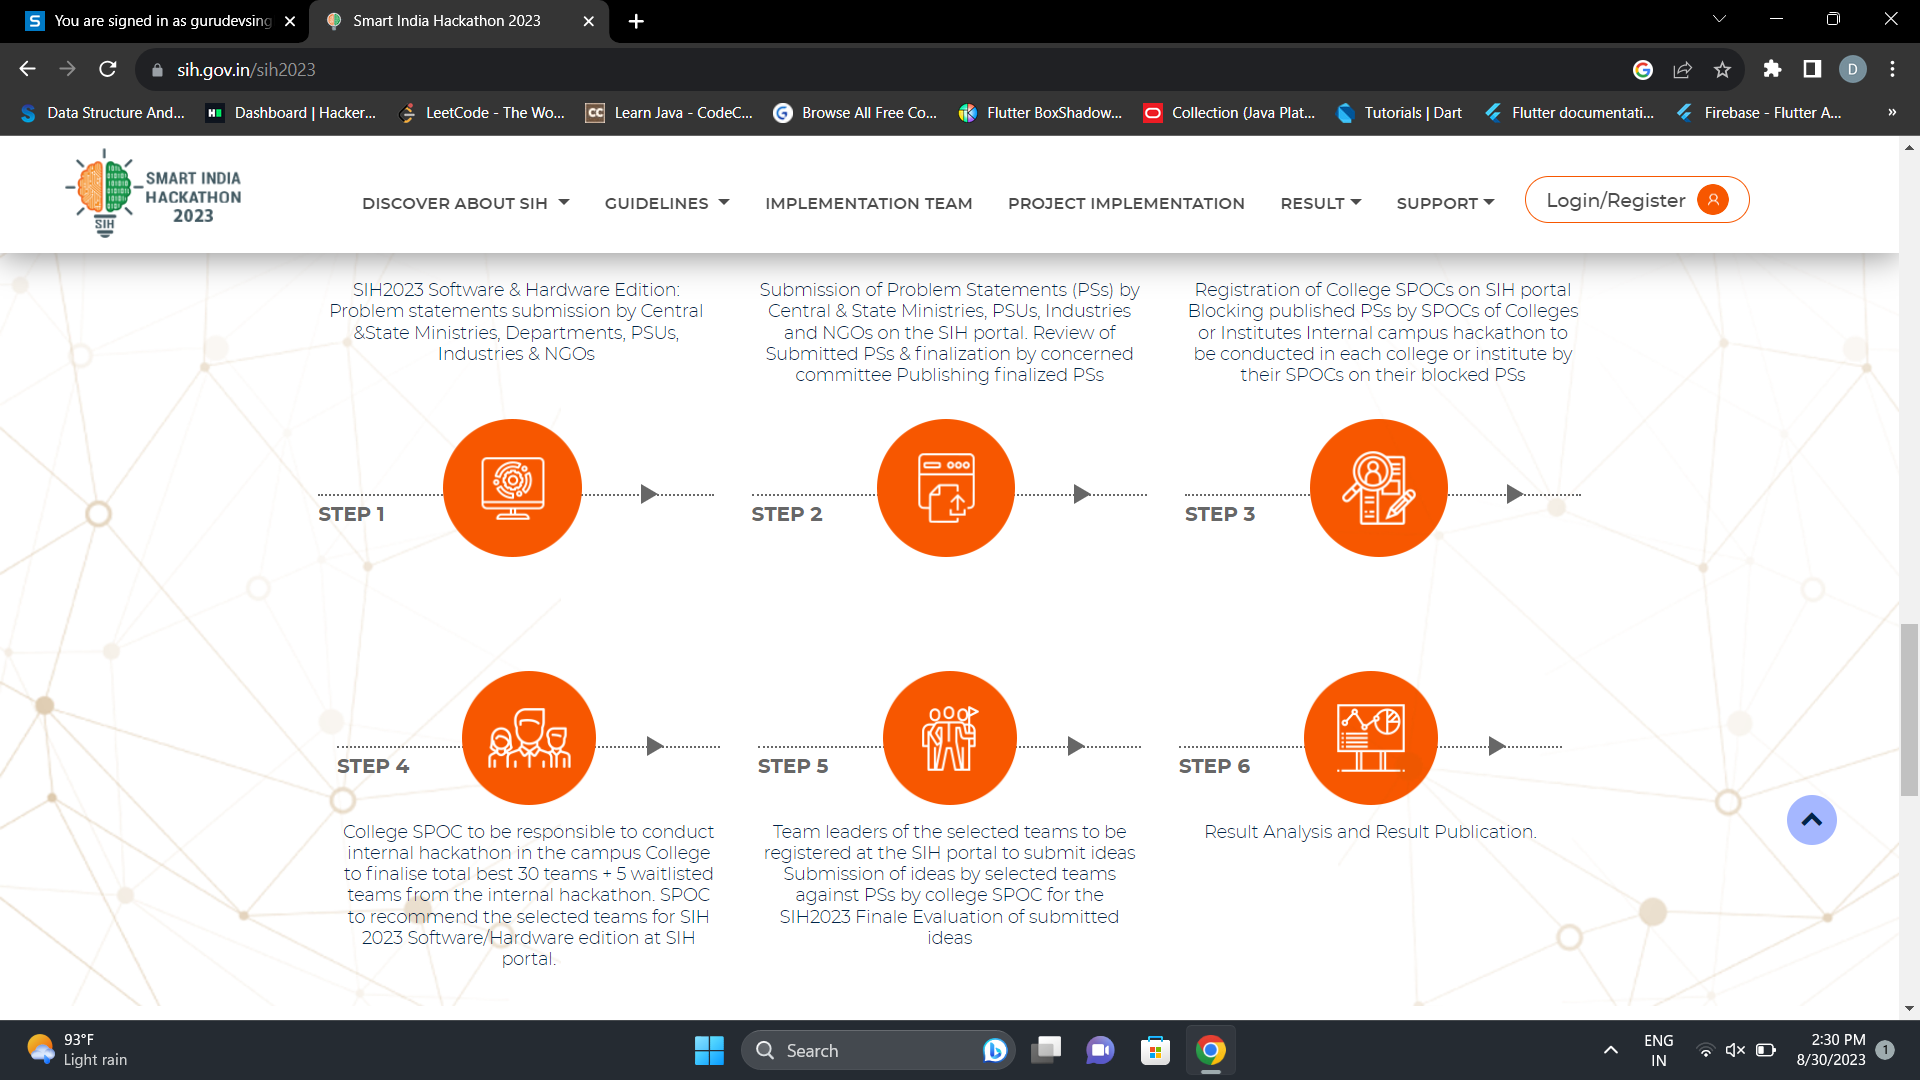 You are signed in as gurudevsing
Smart India Hackathon 2023
sih.gov.in/sih2023
D
Data Structure And...
Dashboard | Hacker...
LeetCode - The Wo...
Learn Java - CodeC...
Browse All Free Co...
Flutter BoxShadow...
Collection (Java Plat...
Tutorials | Dart
Flutter documentati...
Firebase - Flutter A...
»
SMART INDIA
HACKATHON
2023
SIH
DISCOVER ABOUT SIH
GUIDELINES
IMPLEMENTATION TEAM
PROJECT IMPLEMENTATION
RESULT
SUPPORT
Login/Register
SIH2023 Software & Hardware Edition:
Problem statements submission by Central
&State Ministries, Departments, PSUs,
Industries & NGOs
Submission of Problem Statements (PSs) by
Central & State Ministries, PSUs, Industries
and NGOs on the SIH portal. Review of
Submitted PSs & finalization by concerned
committee Publishing finalized PSs
Registration of College SPOCs on SIH portal
Blocking published PSs by SPOCs of Colleges
or Institutes Internal campus hackathon to
be conducted in each college or institute by
their SPOCs on their blocked PSs
STEP 1
STEP 2
STEP 3
STEP 4
STEP 5
STEP 6
College SPOC to be responsible to conduct
internal hackathon in the campus College
to finalise total best 30 teams + 5 waitlisted
teams from the internal hackathon. SPOC
to recommend the selected teams for SIH
2023 Software/Hardware edition at SIH
portal.
Team leaders of the selected teams to be
registered at the SIH portal to submit ideas
Submission of ideas by selected teams
against PSs by college SPOC for the
SIH2023 Finale Evaluation of submitted
ideas
Result Analysis and Result Publication.
93°F
Light rain
Search
ENG
IN
2:30 PM
8/30/2023
1